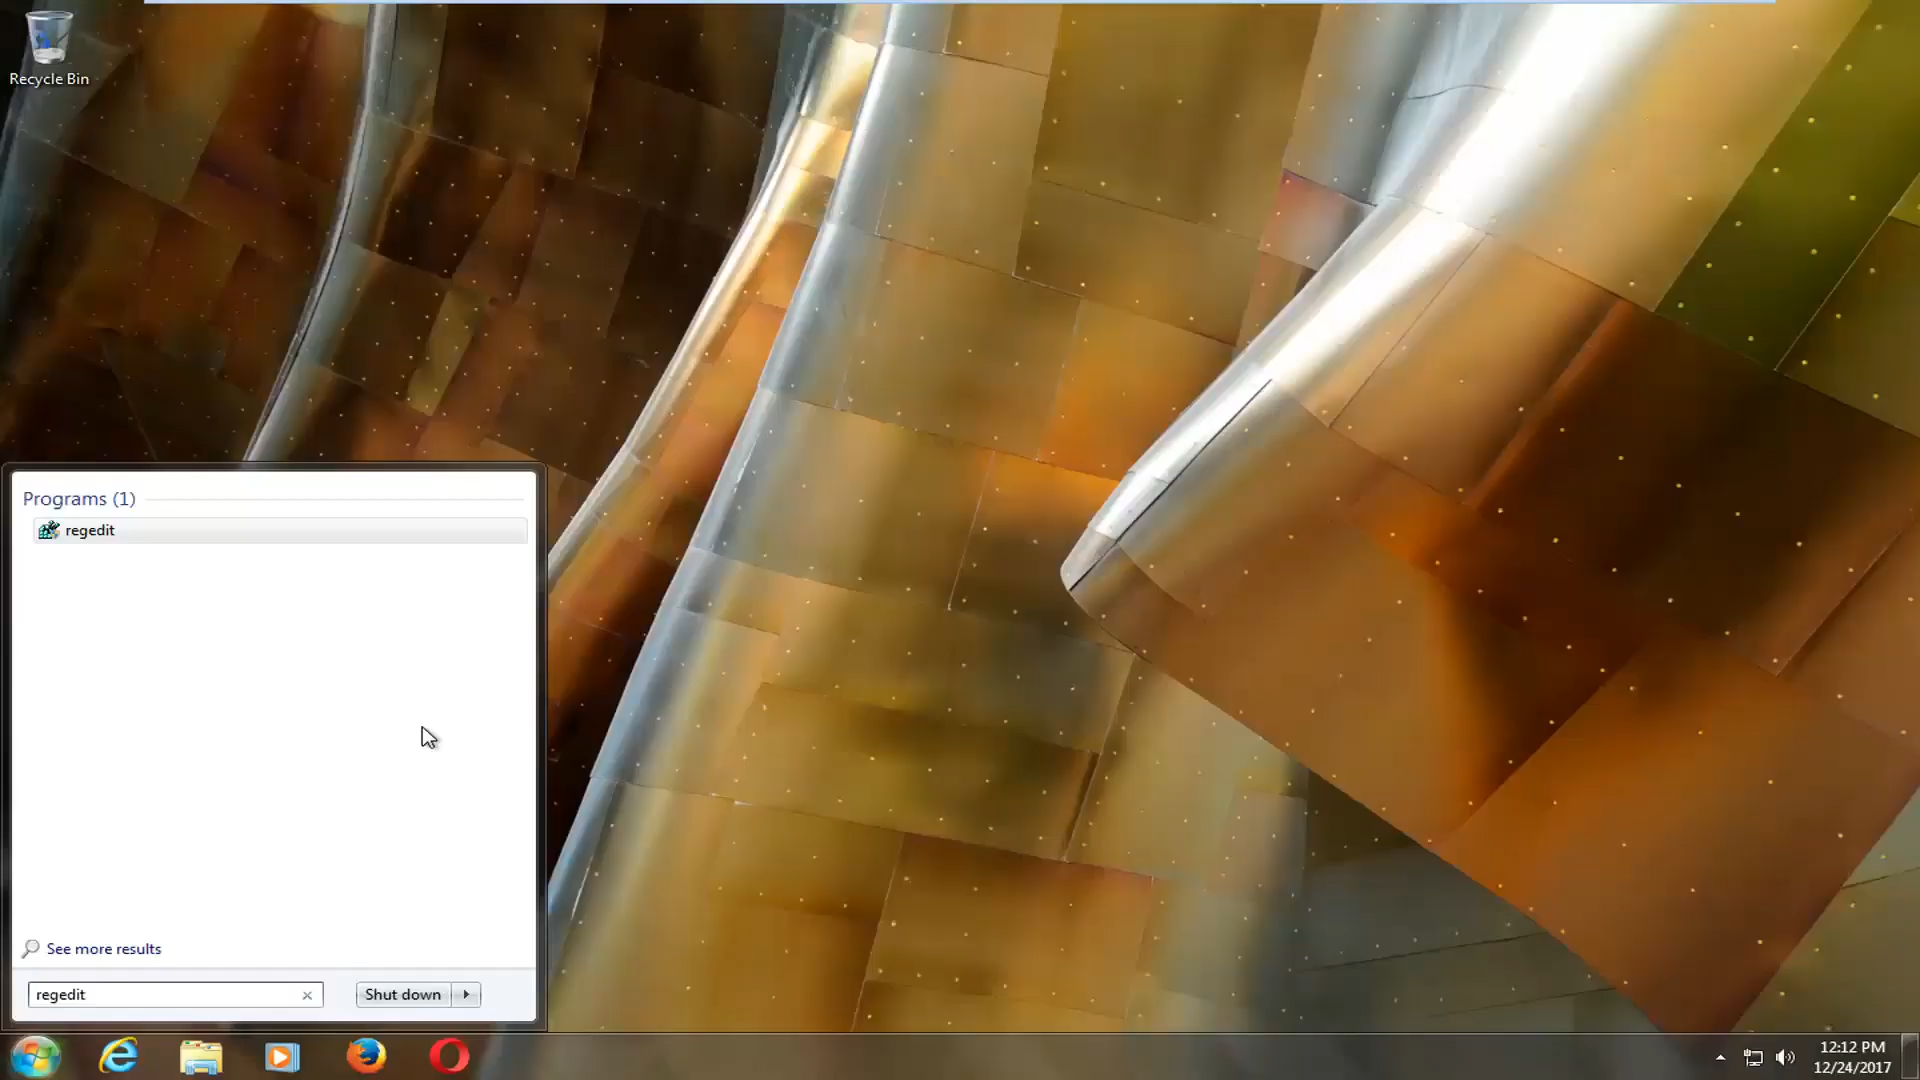 Recycle Bin
Programs (1)
regedit
See more results
regedit
Shut down
12:12 PM
12/24/2017